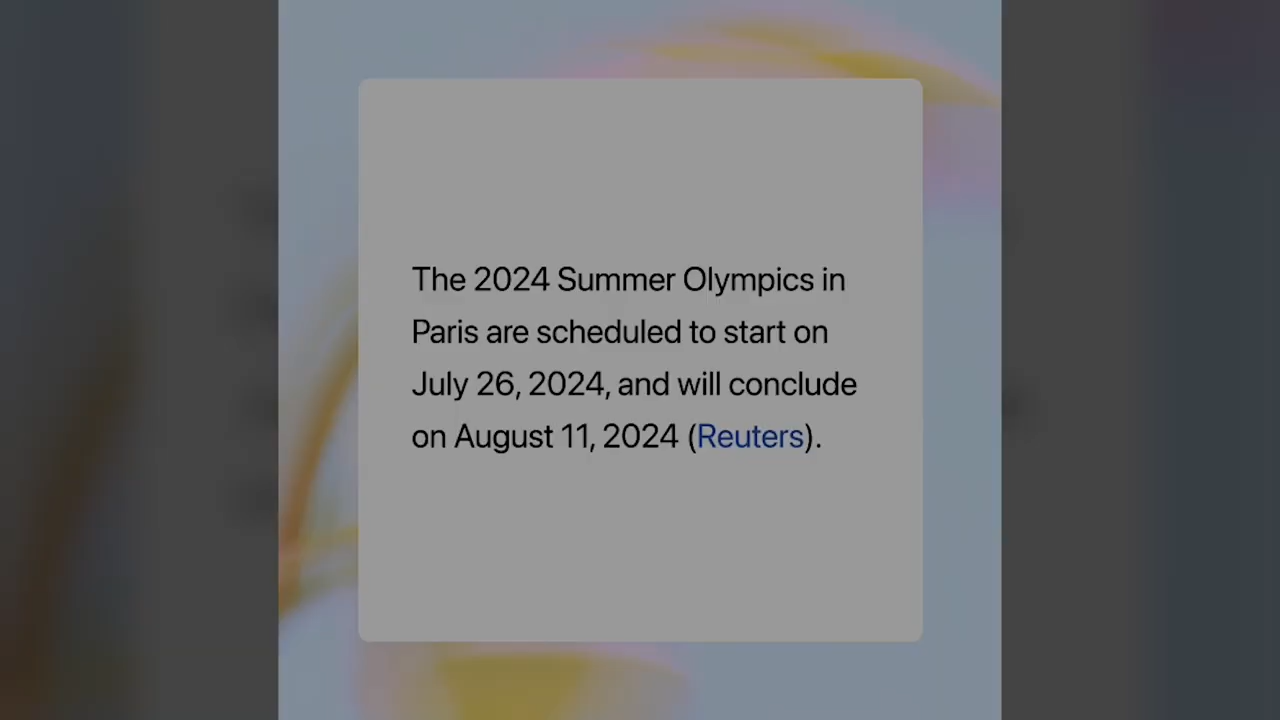 The 2024 Summer Olympics in
Paris are scheduled to start on
July 26, 2024, and will conclude
on August 11, 2024 (Reuters).